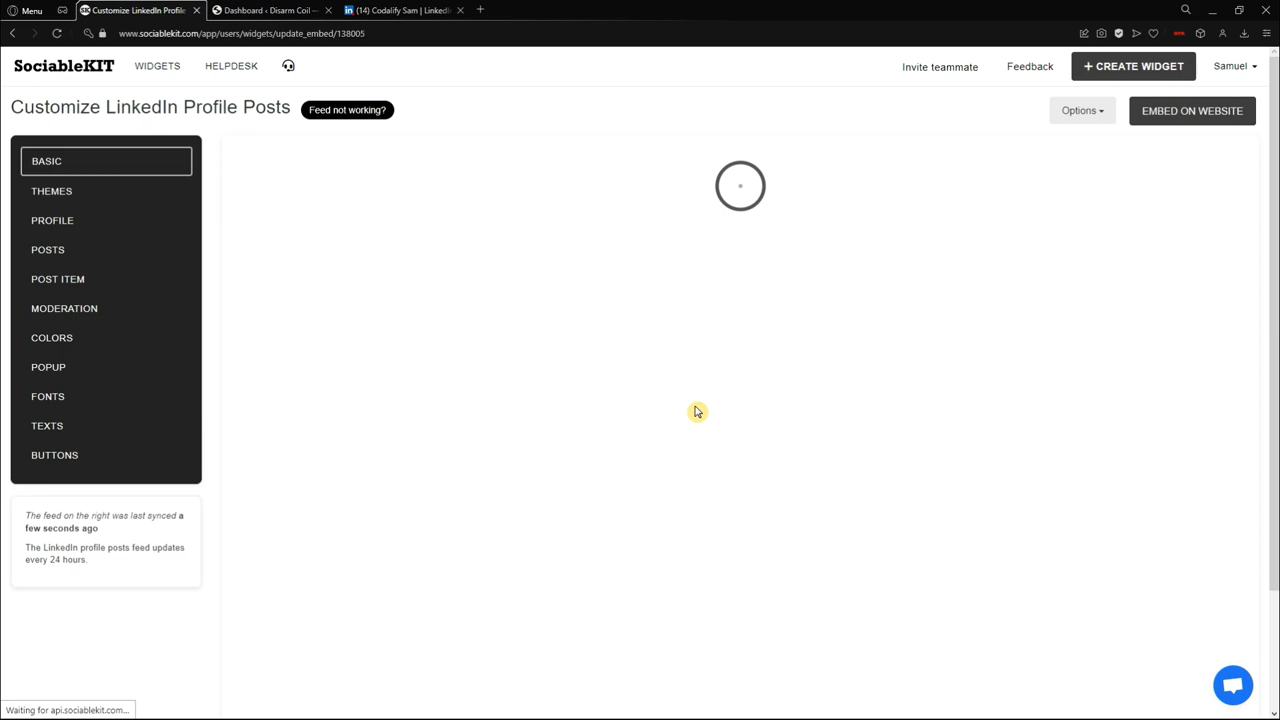 Menu
Customize LinkedIn Profile
Dashboard ‹ Disarm Coil —
(14) Codalify Sam | LinkedI
www.sociablekit.com/app/users/widgets/update_embed/138005
SociableKIT
WIDGETS
HELPDESK
Invite teammate
Feedback
+ CREATE WIDGET
Samuel
Customize LinkedIn Profile Posts
Feed not working?
Options
EMBED ON WEBSITE
BASIC
THEMES
PROFILE
POSTS
POST ITEM
MODERATION
COLORS
POPUP
FONTS
TEXTS
BUTTONS
The feed on the right was last synced a
few seconds ago
The LinkedIn profile posts feed updates
every 24 hours.
Waiting for api.sociablekit.com...